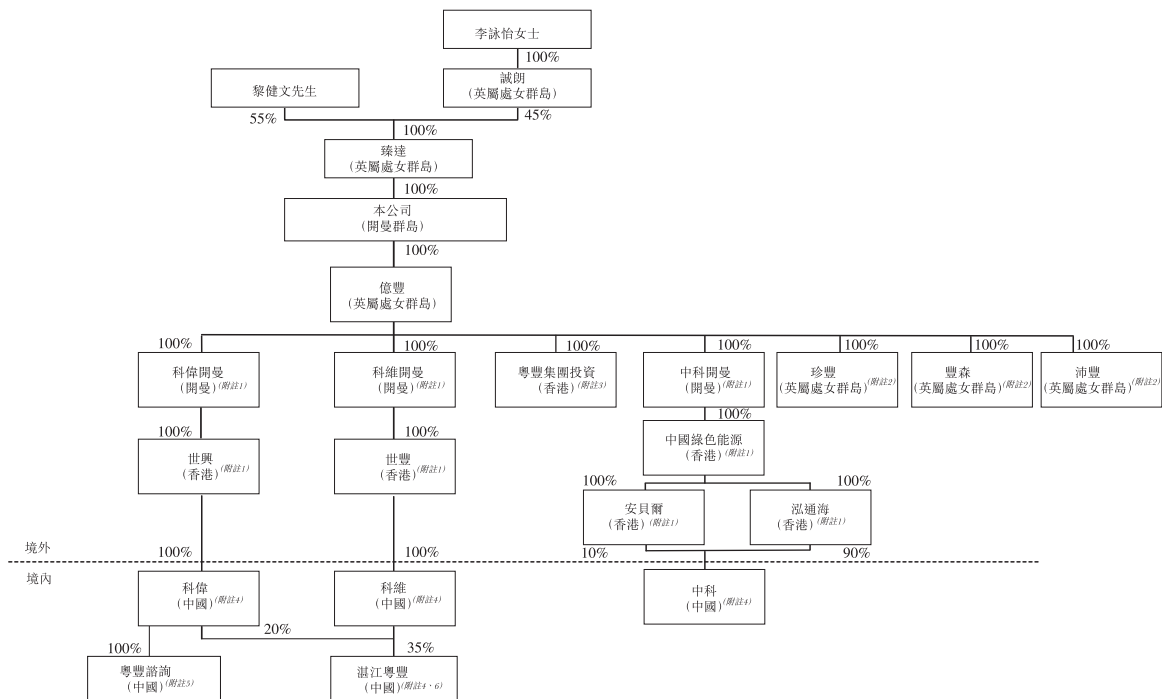 李詠怡女士
100%
誠朗
(英屬處女群島)
黎健文先生
55%
45%
100%
臻達
(英屬處女群島)
100%
本公司
(開曼群島)
100%
億豐
(英屬處女群島)
100%
100%
100%
100%
100%
100%
100%
科偉開曼
(開曼)(附註1)
科維開曼
(開曼)(附註1)
粵豐集團投資
(香港)(附註3)
中科開曼
(開曼)(附註1)
珍豐
(英屬處女群島)(附註2)
豐森
(英屬處女群島)(附註2)
沛豐
(英屬處女群島)(附註2)
100%
100%
100%
世興
(香港)(附註1)
世豐
(香港)(附註1)
中國綠色能源
(香港)(附註1)
100%
100%
安貝爾
(香港)(附註1)
泓通海
(香港)(附註1)
境外
100%
100%
10%
90%
境內
科偉
(中國)(附註4)
科維
(中國)(附註4)
中科
(中國)(附註4)
20%
100%
35%
粵豐諮詢
(中國)(附註5)
湛江粵豐
(中國)(附註4、6)